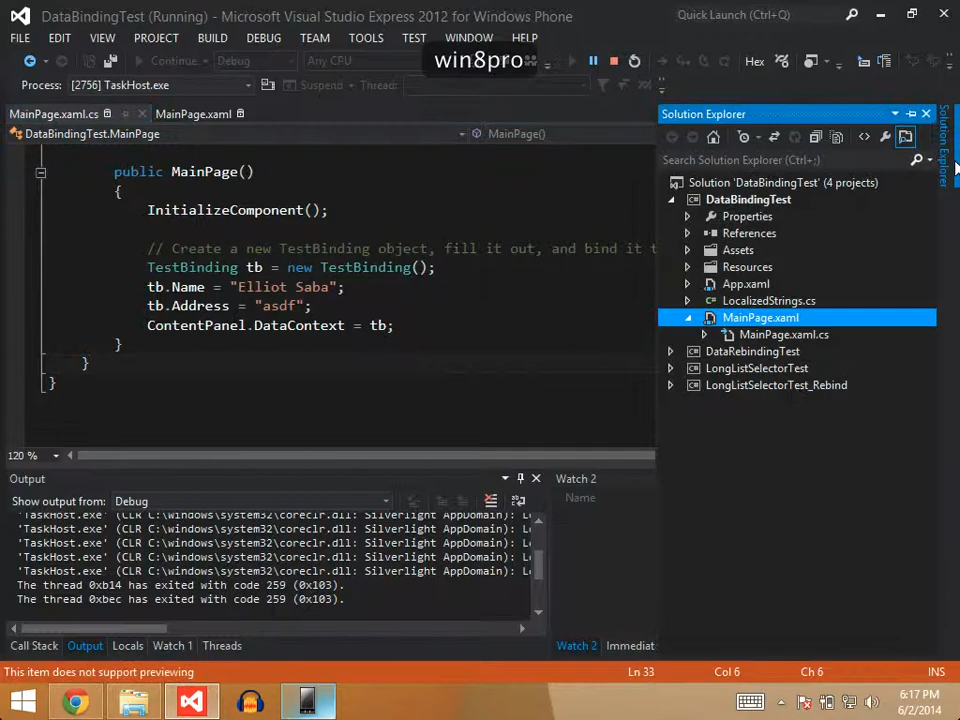 DataBindingTest (Running) - Microsoft Visual Studio Express 2012 for Windows Phone
Quick Launch (Ctrl+Q)
FILE EDIT VIEW PROJECT BUILD DEBUG TEAM TOOLS TEST WINDOW HELP
win8pro
Continue
Debug
Any CPU
Hex
Process: [2756] TaskHost.exe
Suspend
Thread:
MainPage.xaml.cs
MainPage.xaml
DataBindingTest.MainPage
MainPage()
public MainPage()
{
InitializeComponent();
// Create a new TestBinding object, fill it out, and bind it t
TestBinding tb = new TestBinding();
tb.Name = "Elliot Saba";
tb.Address = "asdf";
ContentPanel.DataContext = tb;
}
}
}
120 %
Solution Explorer
Solution Explorer
Search Solution Explorer (Ctrl+;)
Solution 'DataBindingTest' (4 projects)
DataBindingTest
Properties
References
Assets
Resources
App.xaml
LocalizedStrings.cs
MainPage.xaml
MainPage.xaml.cs
DataRebindingTest
LongListSelectorTest
LongListSelectorTest_Rebind
Output
Show output from: Debug
'TaskHost.exe' (CLR C:\windows\system32\coreclr.dll: Silverlight AppDomain): Lo
'TaskHost.exe' (CLR C:\windows\system32\coreclr.dll: Silverlight AppDomain): Lo
'TaskHost.exe' (CLR C:\windows\system32\coreclr.dll: Silverlight AppDomain): Lo
'TaskHost.exe' (CLR C:\windows\system32\coreclr.dll: Silverlight AppDomain): Lo
'TaskHost.exe' (CLR C:\windows\system32\coreclr.dll: Silverlight AppDomain): Lo
The thread 0xb14 has exited with code 259 (0x103).
The thread 0xbec has exited with code 259 (0x103).
Watch 2
Name
Call Stack Output Locals Watch 1 Threads
Watch 2 Immediat
This item does not support previewing
Ln 33
Col 6
Ch 6
INS
6:17 PM
6/2/2014